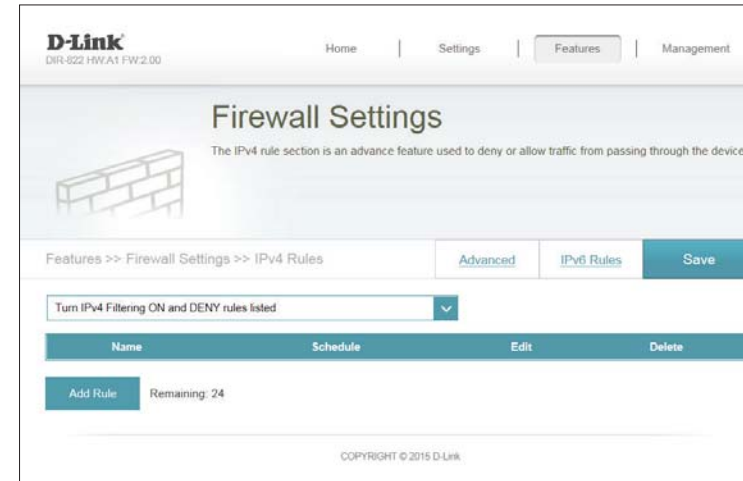 D-Link
DIR-822 HW:A1 FW:2.00
Home | Settings | Features | Management
Firewall Settings
The IPv4 rule section is an advance feature used to deny or allow traffic from passing through the device
Features >> Firewall Settings >> IPv4 Rules
Advanced
IPv6 Rules
Save
Turn IPv4 Filtering ON and DENY rules listed
Name Schedule Edit Delete
Add Rule Remaining: 24
COPYRIGHT © 2015 D-Link